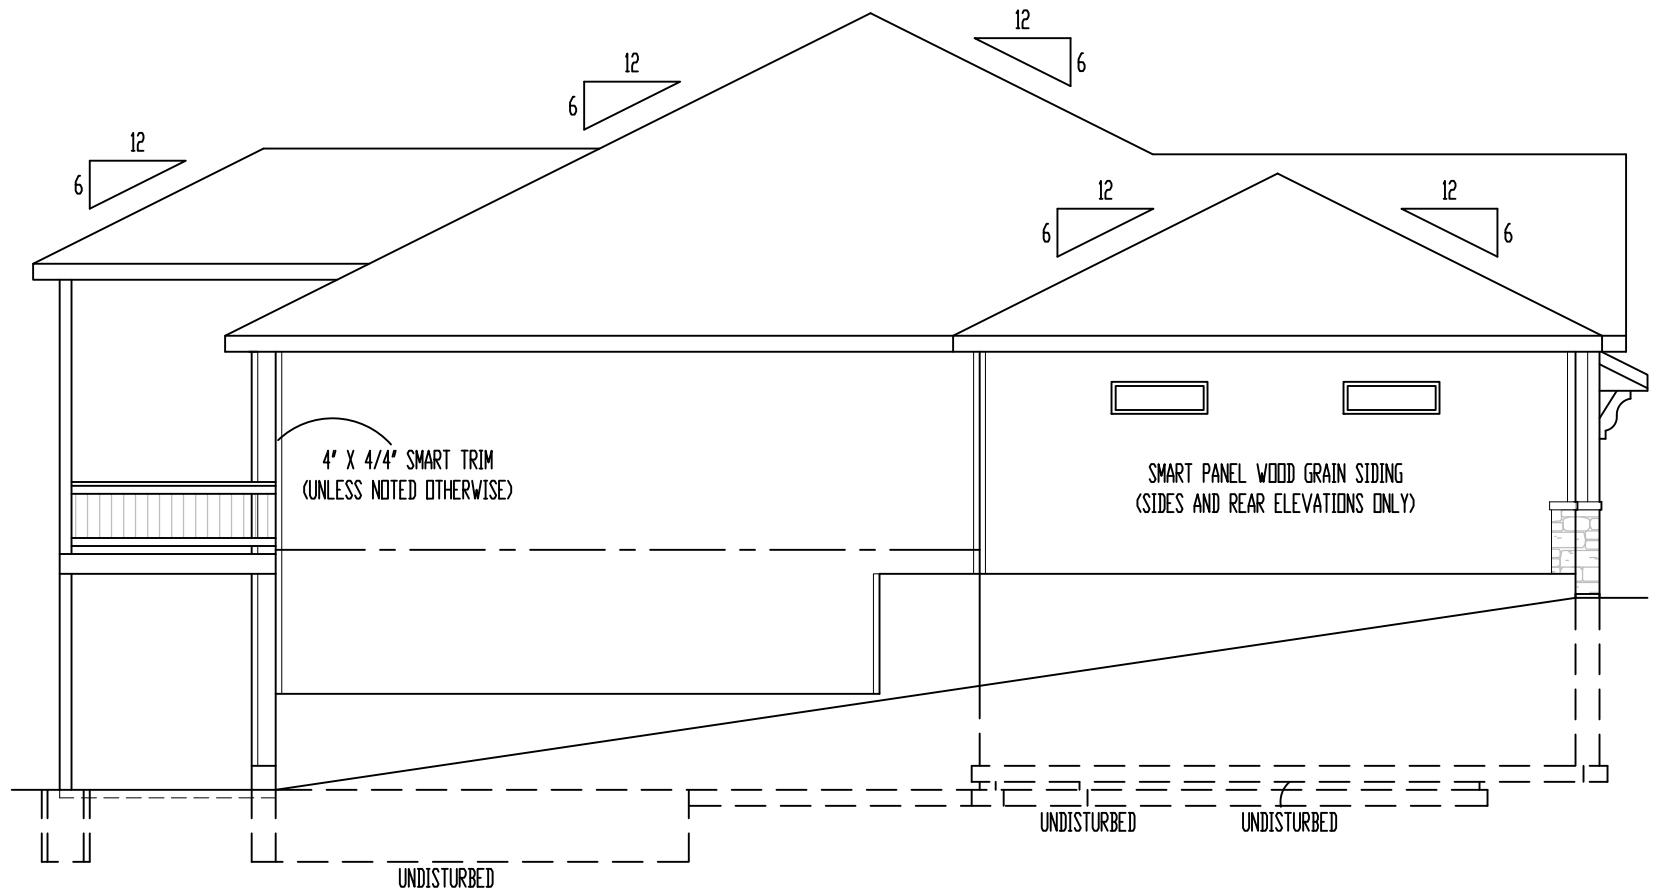 12
6
12
6
12
6
12
6
12
6
4" X 4/4" SMART TRIM
(UNLESS NOTED OTHERWISE)
SMART PANEL WOOD GRAIN SIDING
(SIDES AND REAR ELEVATIONS ONLY)
UNDISTURBED
UNDISTURBED
UNDISTURBED